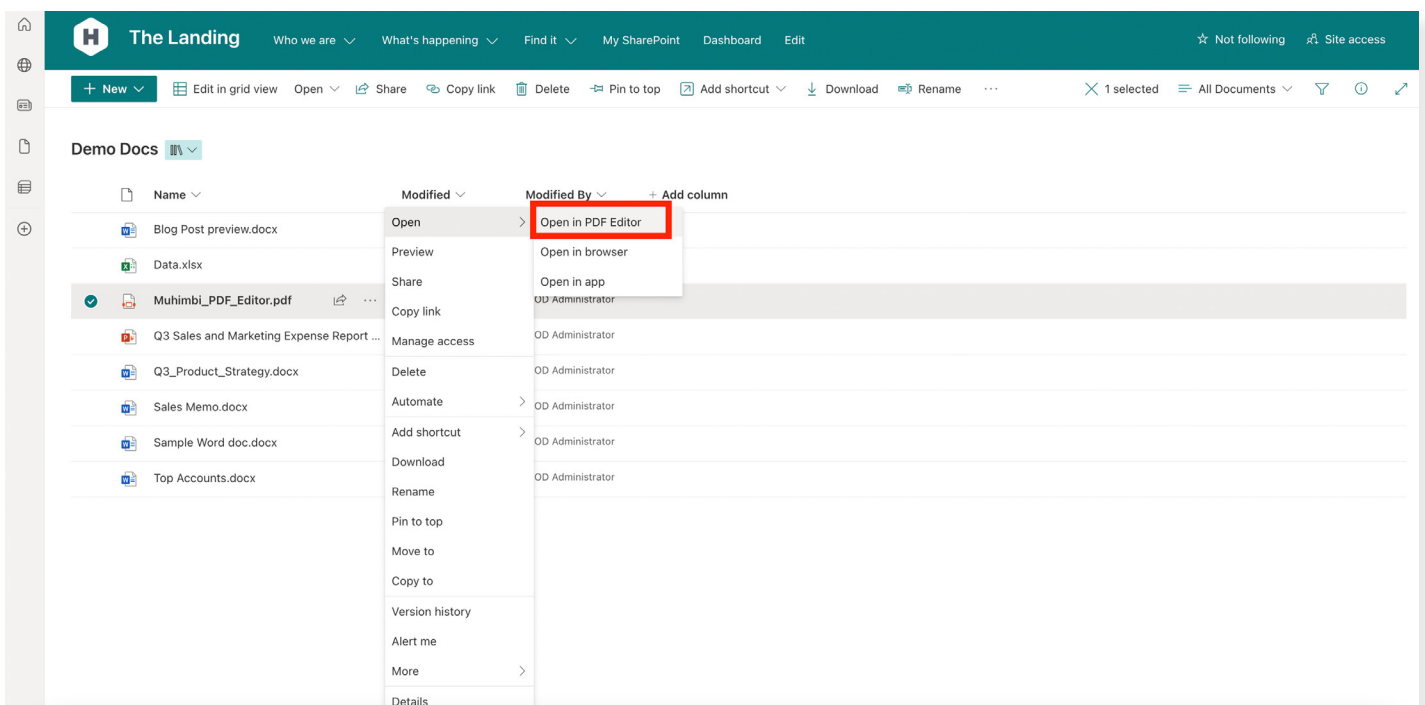 H The Landing Who we are What's happening Find it My SharePoint Dashboard Edit Not following Site access
New Edit in grid view Open Share Copy link Delete Pin to top Add shortcut Download Rename ... 1 selected All Documents
Demo Docs
Name Modified Modified By + Add column
Blog Post preview.docx
Data.xlsx
Muhimbi_PDF_Editor.pdf ... OD Administrator
Q3 Sales and Marketing Expense Report ... OD Administrator
Q3_Product_Strategy.docx OD Administrator
Sales Memo.docx OD Administrator
Sample Word doc.docx OD Administrator
Top Accounts.docx OD Administrator
Open
Preview
Share
Copy link
Manage access
Delete
Automate
Add shortcut
Download
Rename
Pin to top
Move to
Copy to
Version history
Alert me
More
Details
Open in PDF Editor
Open in browser
Open in app